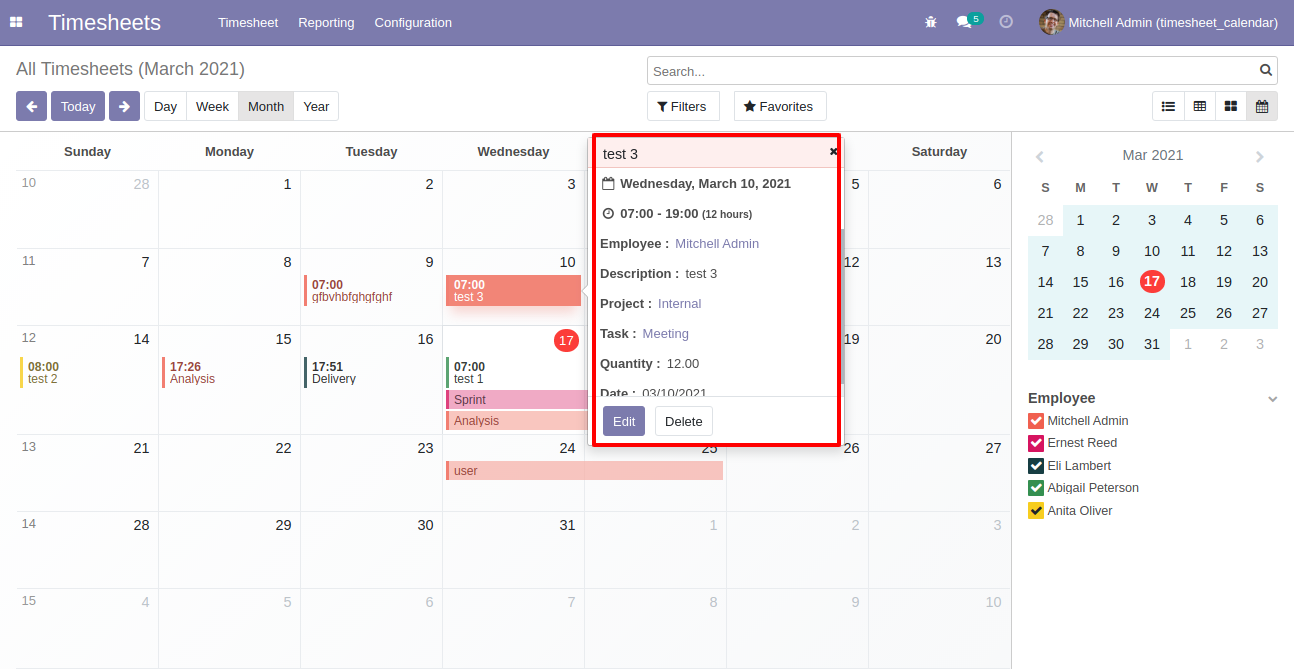 Timesheets Timesheet Reporting Configuration 5 Mitchell Admin (timesheet_calendar)
All Timesheets (March 2021)
Search...
Today Day Week Month Year Filters Favorites
Sunday Monday Tuesday Wednesday Saturday
10 28 1 2 3 5 6
11 7 8 9 10 12 13
07:00
gfbvhbfghgfghf
07:00
test 3
12 14 15 16 17 19 20
08:00
test 2
17:26
Analysis
17:51
Delivery
07:00
test 1
Sprint
Analysis
13 21 22 23 24 25 26 27
user
14 28 29 30 31 1 2 3
15 4 5 6 7 8 9 10
test 3
Wednesday, March 10, 2021
07:00 - 19:00 (12 hours)
Employee : Mitchell Admin
Description : test 3
Project : Internal
Task : Meeting
Quantity : 12.00
Date : 03/10/2021
Edit Delete
Mar 2021
S M T W T F S
28 1 2 3 4 5 6
7 8 9 10 11 12 13
14 15 16 17 18 19 20
21 22 23 24 25 26 27
28 29 30 31 1 2 3
Employee
Mitchell Admin
Ernest Reed
Eli Lambert
Abigail Peterson
Anita Oliver